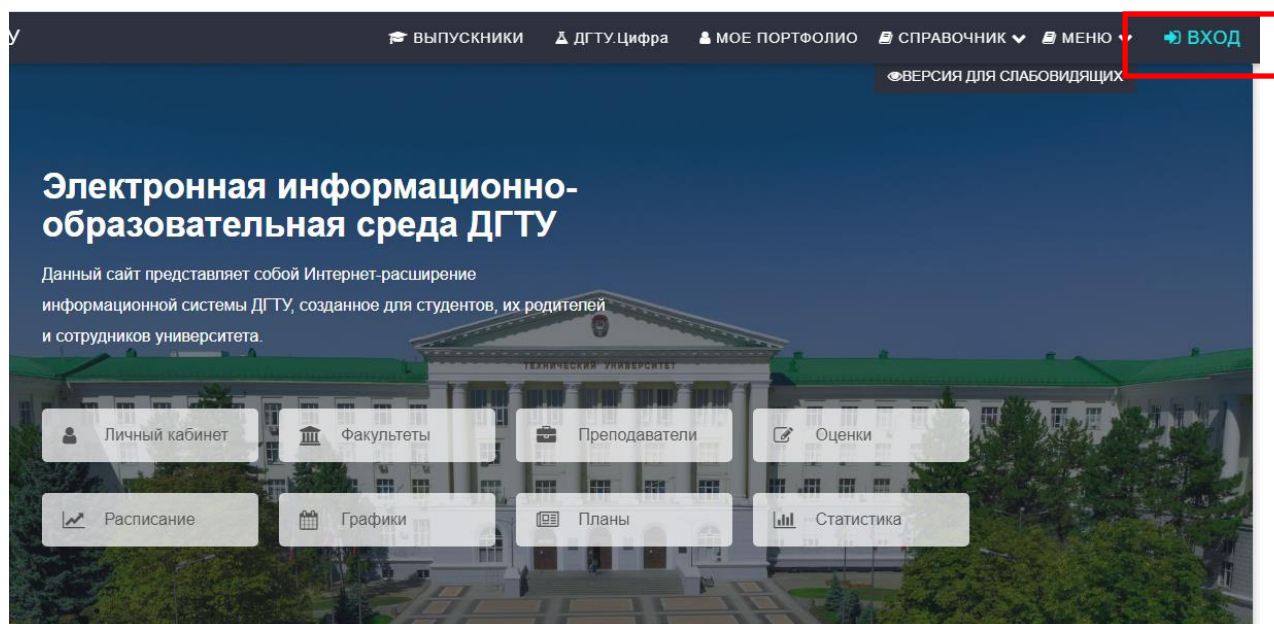 У
ВЫПУСКНИКИ ДГТУ.Цифра МОЕ ПОРТФОЛИО СПРАВОЧНИК МЕНЮ ВХОД
ВЕРСИЯ ДЛЯ СЛАБОВИДЯЩИХ
Электронная информационно-
образовательная среда ДГТУ
Данный сайт представляет собой Интернет-расширение
информационной системы ДГТУ, созданное для студентов, их родителей
и сотрудников университета.
ТЕХНИЧЕСКИЙ УНИВЕРСИТЕТ
Личный кабинет Факультеты Преподаватели Оценки
Расписание Графики Планы Статистика